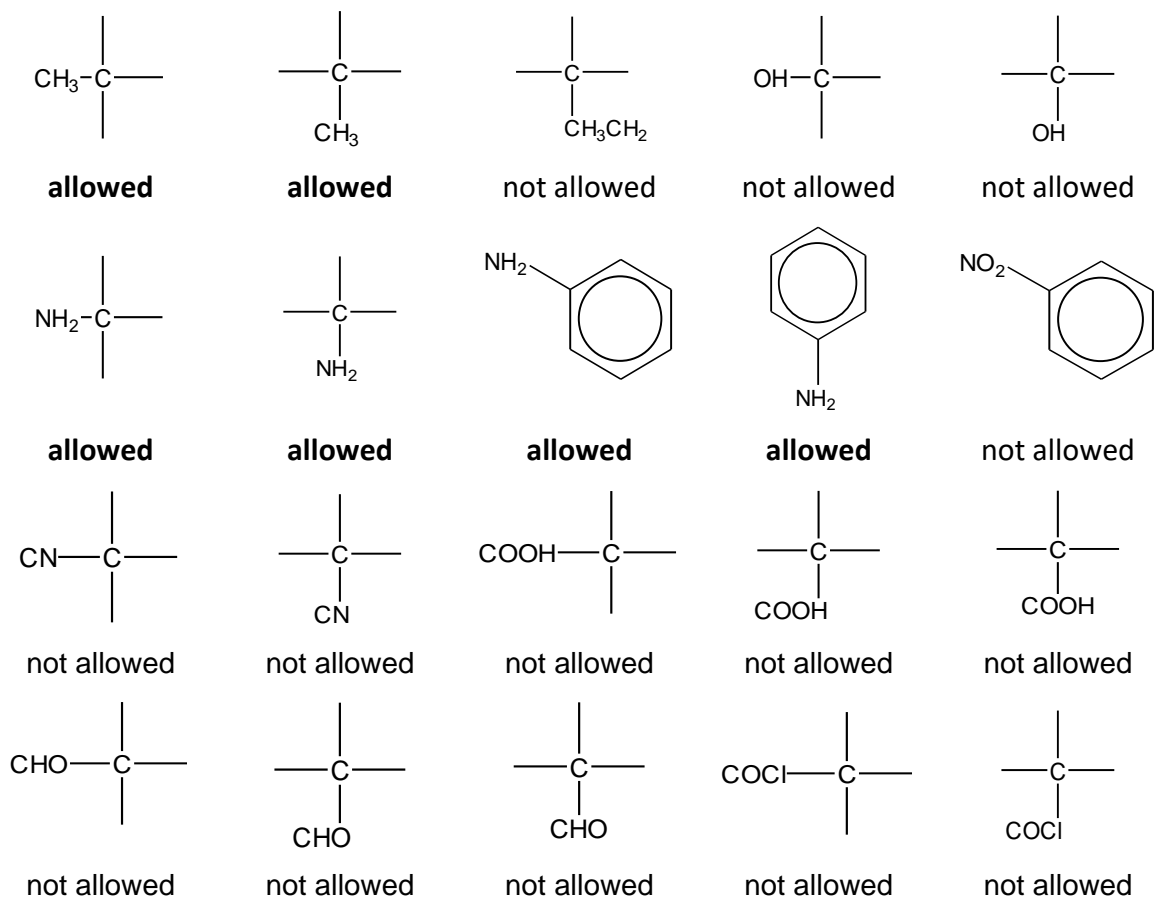 CH3 C C CH3 C CH3CH2 OH C C OH
allowed allowed not allowed not allowed not allowed
NH2 C C NH2 NH2 NH2 NO2
allowed allowed allowed allowed not allowed
CN C C CN COOH C C COOH C COOH
not allowed not allowed not allowed not allowed not allowed
CHO C C CHO C CHO COCl C C COCl
not allowed not allowed not allowed not allowed not allowed